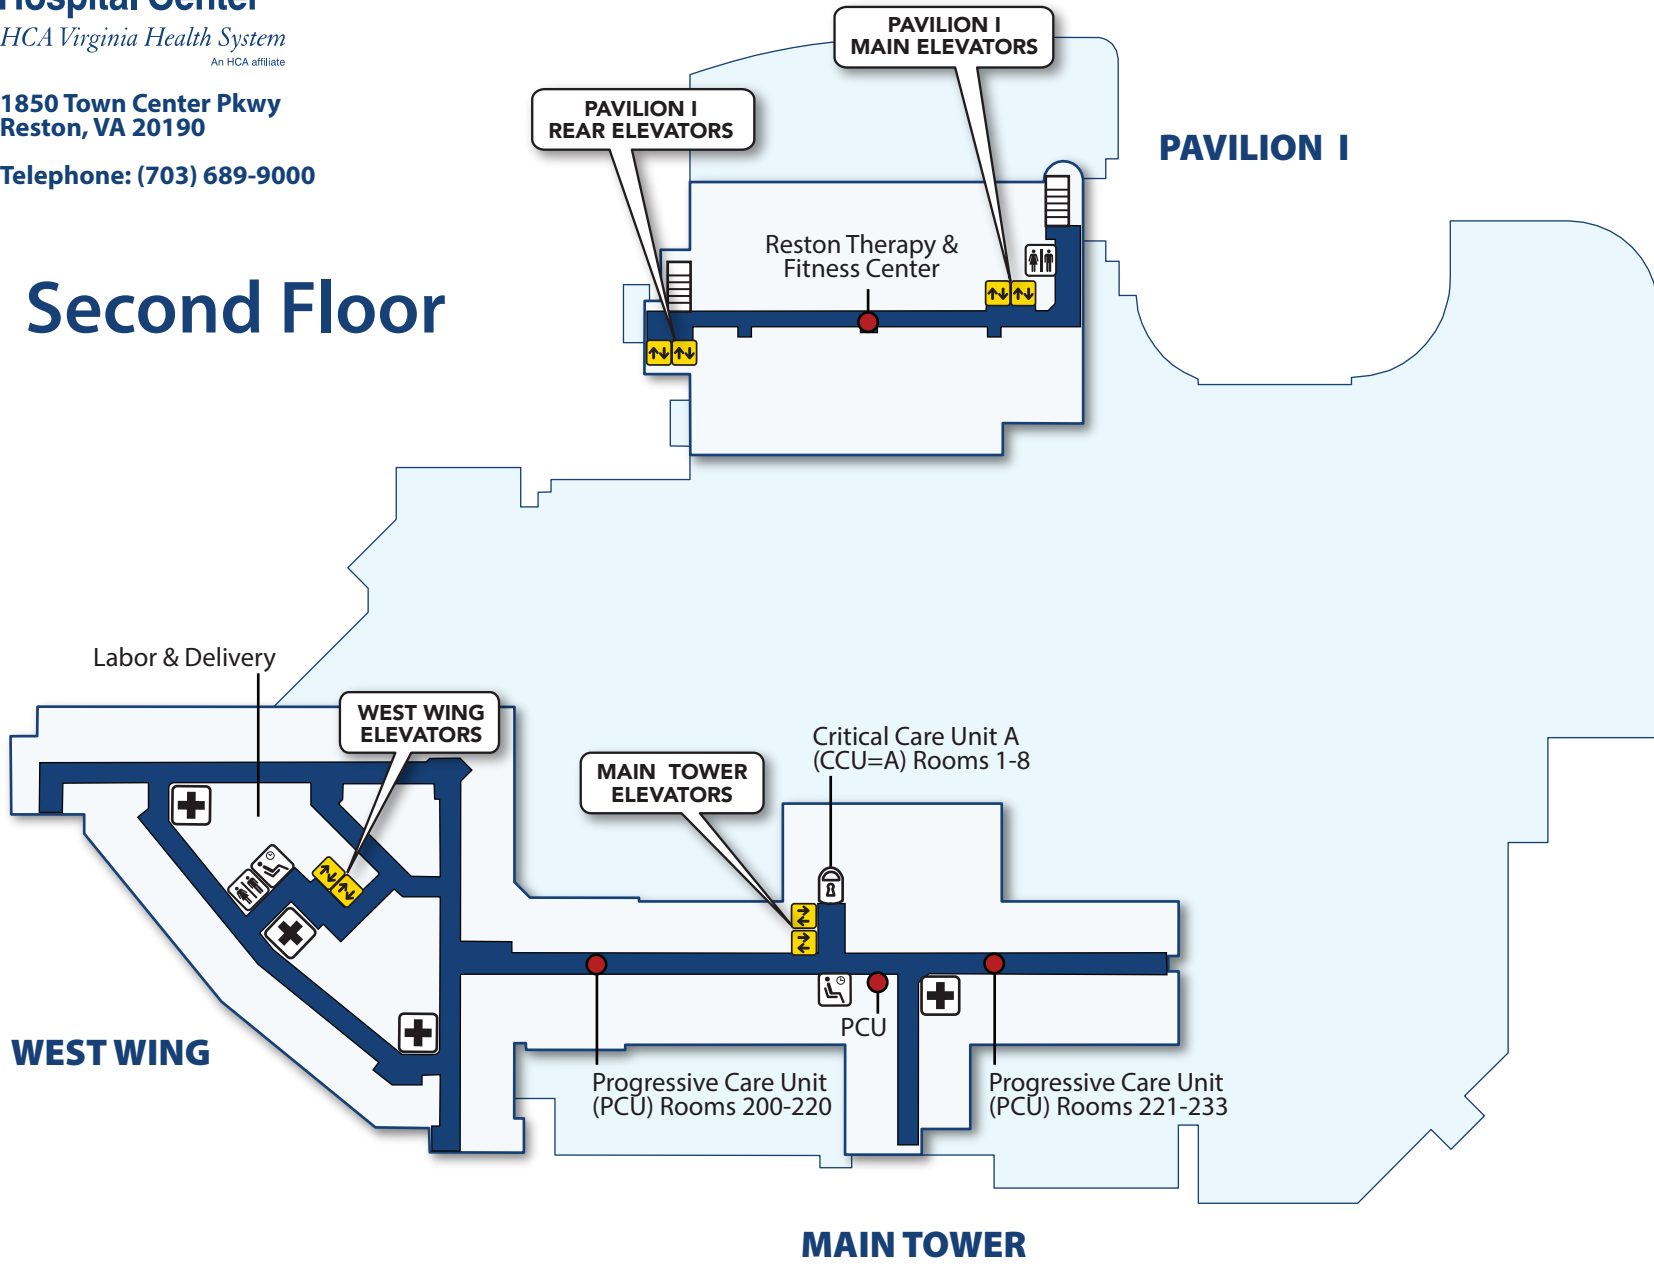 Hospital Center
HCA Virginia Health System
An HCA affiliate
1850 Town Center Pkwy
Reston, VA 20190
Telephone: (703) 689-9000
Second Floor
PAVILION I
MAIN ELEVATORS
PAVILION I
REAR ELEVATORS
PAVILION I
Reston Therapy &
Fitness Center
Labor & Delivery
WEST WING
ELEVATORS
MAIN TOWER
ELEVATORS
Critical Care Unit A
(CCU=A) Rooms 1-8
PCU
WEST WING
Progressive Care Unit
(PCU) Rooms 200-220
Progressive Care Unit
(PCU) Rooms 221-233
MAIN TOWER